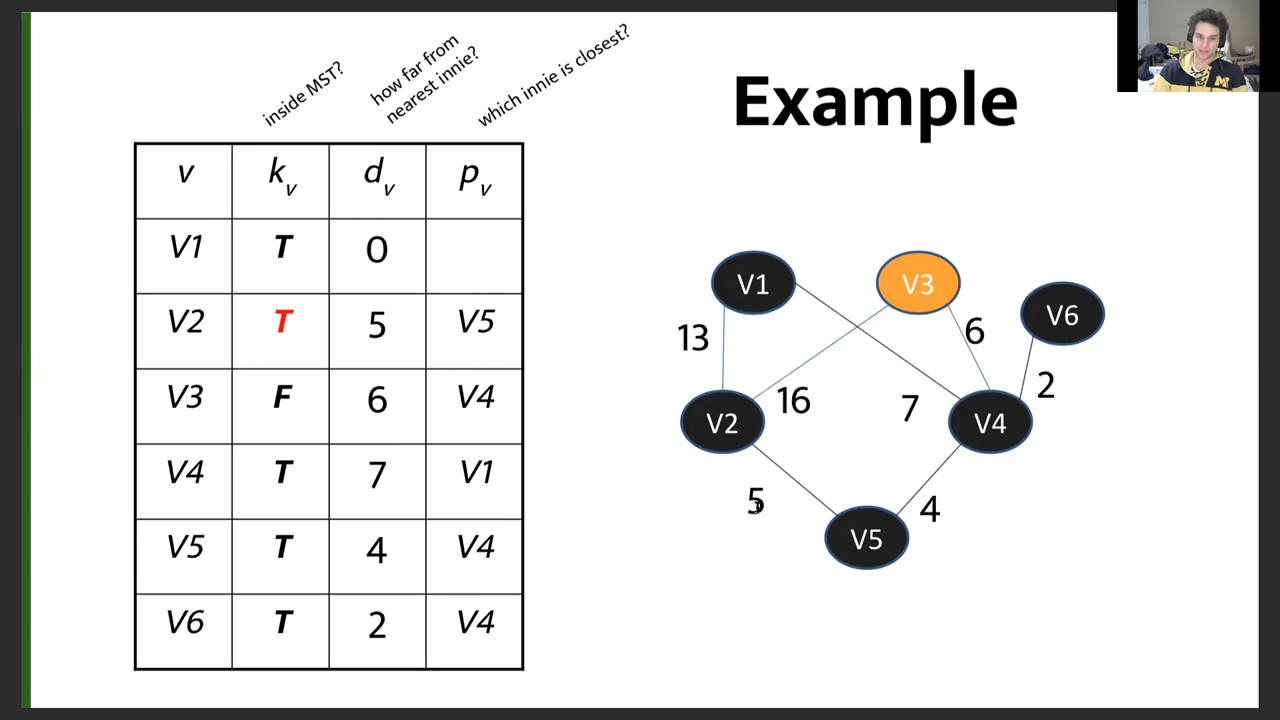 Example
inside MST?
how far from
nearest innie?
which innie is closest?
v kv dv pv
V1 T 0
V2 T 5 V5
V3 F 6 V4
V4 T 7 V1
V5 T 4 V4
V6 T 2 V4
V1
V3
V6
13
6
2
16
7
V2
V4
5
4
V5
M